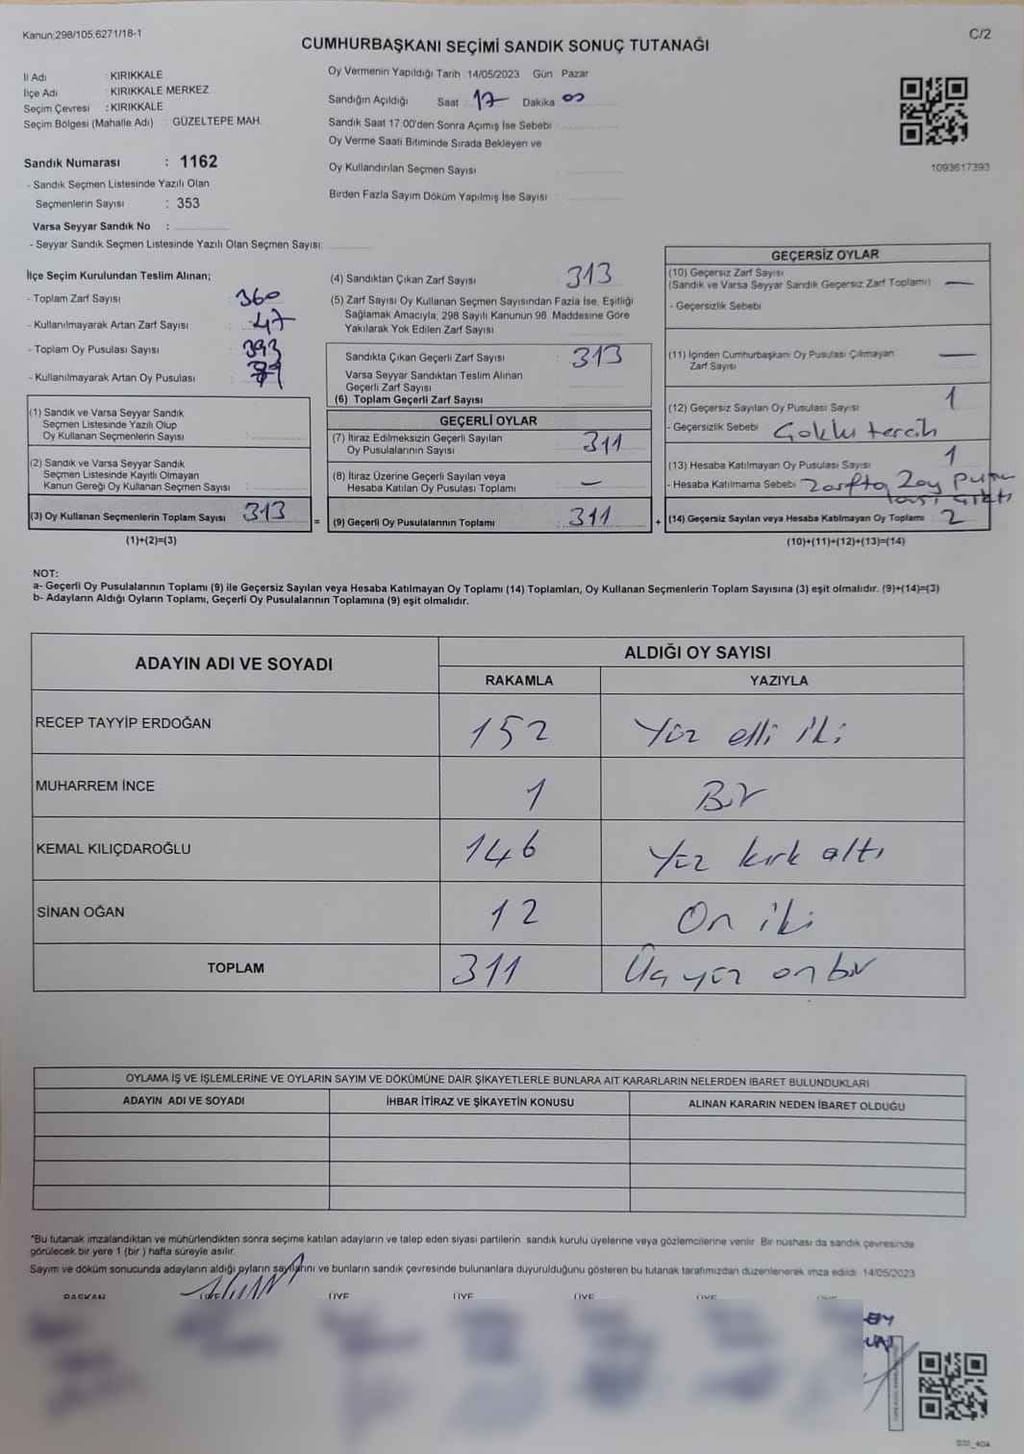 Kanun:298/105.6271/18-1
C/2
CUMHURBAŞKANI SEÇİMİ SANDIK SONUÇ TUTANAĞI
İl Adı : KIRIKKALE
İlçe Adı : KIRIKKALE MERKEZ
Seçim Çevresi : KIRIKKALE
Seçim Bölgesi (Mahalle Adı) GÜZELTEPE MAH.
Sandık Numarası : 1162
- Sandık Seçmen Listesinde Yazılı Olan
Seçmenlerin Sayısı : 353
Varsa Seyyar Sandık No :
- Seyyar Sandık Seçmen Listesinde Yazılı Olan Seçmen Sayısı:
Oy Vermenin Yapıldığı Tarih 14/05/2023 Gün Pazar
Sandığın Açıldığı Saat 17 Dakika 00
Sandık Saat 17:00'den Sonra Açımış İse Sebebi
Oy Verme Saati Bitiminde Sırada Bekleyen ve
Oy Kullandırılan Seçmen Sayısı
Birden Fazla Sayım Döküm Yapılmış İse Sayısı
1093617393
İlçe Seçim Kurulundan Teslim Alınan;
- Toplam Zarf Sayısı 360
- Kullanılmayarak Artan Zarf Sayısı 47
- Toplam Oy Pusulası Sayısı 393
- Kullanılmayarak Artan Oy Pusulası
(1) Sandık ve Varsa Seyyar Sandık
Seçmen Listesinde Yazılı Olup
Oy Kullanan Seçmenlerin Sayısı
(2) Sandık ve Varsa Seyyar Sandık
Seçmen Listesinde Kayıtlı Olmayan
Kanun Gereği Oy Kullanan Seçmen Sayısı
(3) Oy Kullanan Seçmenlerin Toplam Sayısı 313
(1)+(2)=(3)
(4) Sandıktan Çıkan Zarf Sayısı 313
(5) Zarf Sayısı Oy Kullanan Seçmen Sayısından Fazla İse, Eşitliği
Sağlamak Amacıyla, 298 Sayılı Kanunun 98. Maddesine Göre
Yakılarak Yok Edilen Zarf Sayısı
Sandıkta Çıkan Geçerli Zarf Sayısı : 313
Varsa Seyyar Sandıktan Teslim Alınan
Geçerli Zarf Sayısı
(6) Toplam Geçerli Zarf Sayısı
GEÇERLİ OYLAR
(7) İtiraz Edilmeksizin Geçerli Sayılan
Oy Pusulalarının Sayısı 311
(8) İtiraz Üzerine Geçerli Sayılan veya
Hesaba Katılan Oy Pusulası Toplamı —
= (9) Geçerli Oy Pusulalarının Toplamı 311
GEÇERSİZ OYLAR
(10) Geçersiz Zarf Sayısı
(Sandık ve Varsa Seyyar Sandık Geçersiz Zarf Toplamı) —
- Geçersizlik Sebebi
(11) İçinden Cumhurbaşkanı Oy Pusulası Çıkmayan
Zarf Sayısı —
(12) Geçersiz Sayılan Oy Pusulası Sayısı 1
- Geçersizlik Sebebi Çoklu tercih
(13) Hesaba Katılmayan Oy Pusulası Sayısı 1
- Hesaba Katılmama Sebebi Zarfta 2 oy pusu
lası çıktı
+ (14) Geçersiz Sayılan veya Hesaba Katılmayan Oy Toplamı 2
(10)+(11)+(12)+(13)=(14)
NOT:
a- Geçerli Oy Pusulalarının Toplamı (9) ile Geçersiz Sayılan veya Hesaba Katılmayan Oy Toplamı (14) Toplamları, Oy Kullanan Seçmenlerin Toplam Sayısına (3) eşit olmalıdır. (9)+(14)=(3)
b- Adayların Aldığı Oyların Toplamı, Geçerli Oy Pusulalarının Toplamına (9) eşit olmalıdır.
ADAYIN ADI VE SOYADI
ALDIĞI OY SAYISI
RAKAMLA YAZIYLA
RECEP TAYYİP ERDOĞAN 152 Yüz elli iki
MUHARREM İNCE 1 Bir
KEMAL KILIÇDAROĞLU 146 Yüz kırk altı
SİNAN OĞAN 12 On iki
TOPLAM 311 Üç yüz on bir
OYLAMA İŞ VE İŞLEMLERİNE VE OYLARIN SAYIM VE DÖKÜMÜNE DAİR ŞİKAYETLERLE BUNLARA AİT KARARLARIN NELERDEN İBARET BULUNDUKLARI
ADAYIN ADI VE SOYADI İHBAR İTİRAZ VE ŞİKAYETİN KONUSU ALINAN KARARIN NEDEN İBARET OLDUĞU
*Bu tutanak imzalandıktan ve mühürlendikten sonra seçime katılan adayların ve talep eden siyasi partilerin sandık kurulu üyelerine veya gözlemcilerine verilir. Bir nüshası da sandık çevresinde
görülecek bir yere 1 (bir ) hafta süreyle asılır.
Sayım ve döküm sonucunda adayların aldığı oyların sayılarını ve bunların sandık çevresinde bulunanlara duyurulduğunu gösteren bu tutanak tarafımızdan düzenlenerek imza edildi. 14/05/2023
BAŞKAN ÜYE ÜYE ÜYE ÜYE ÜYE ÜYE